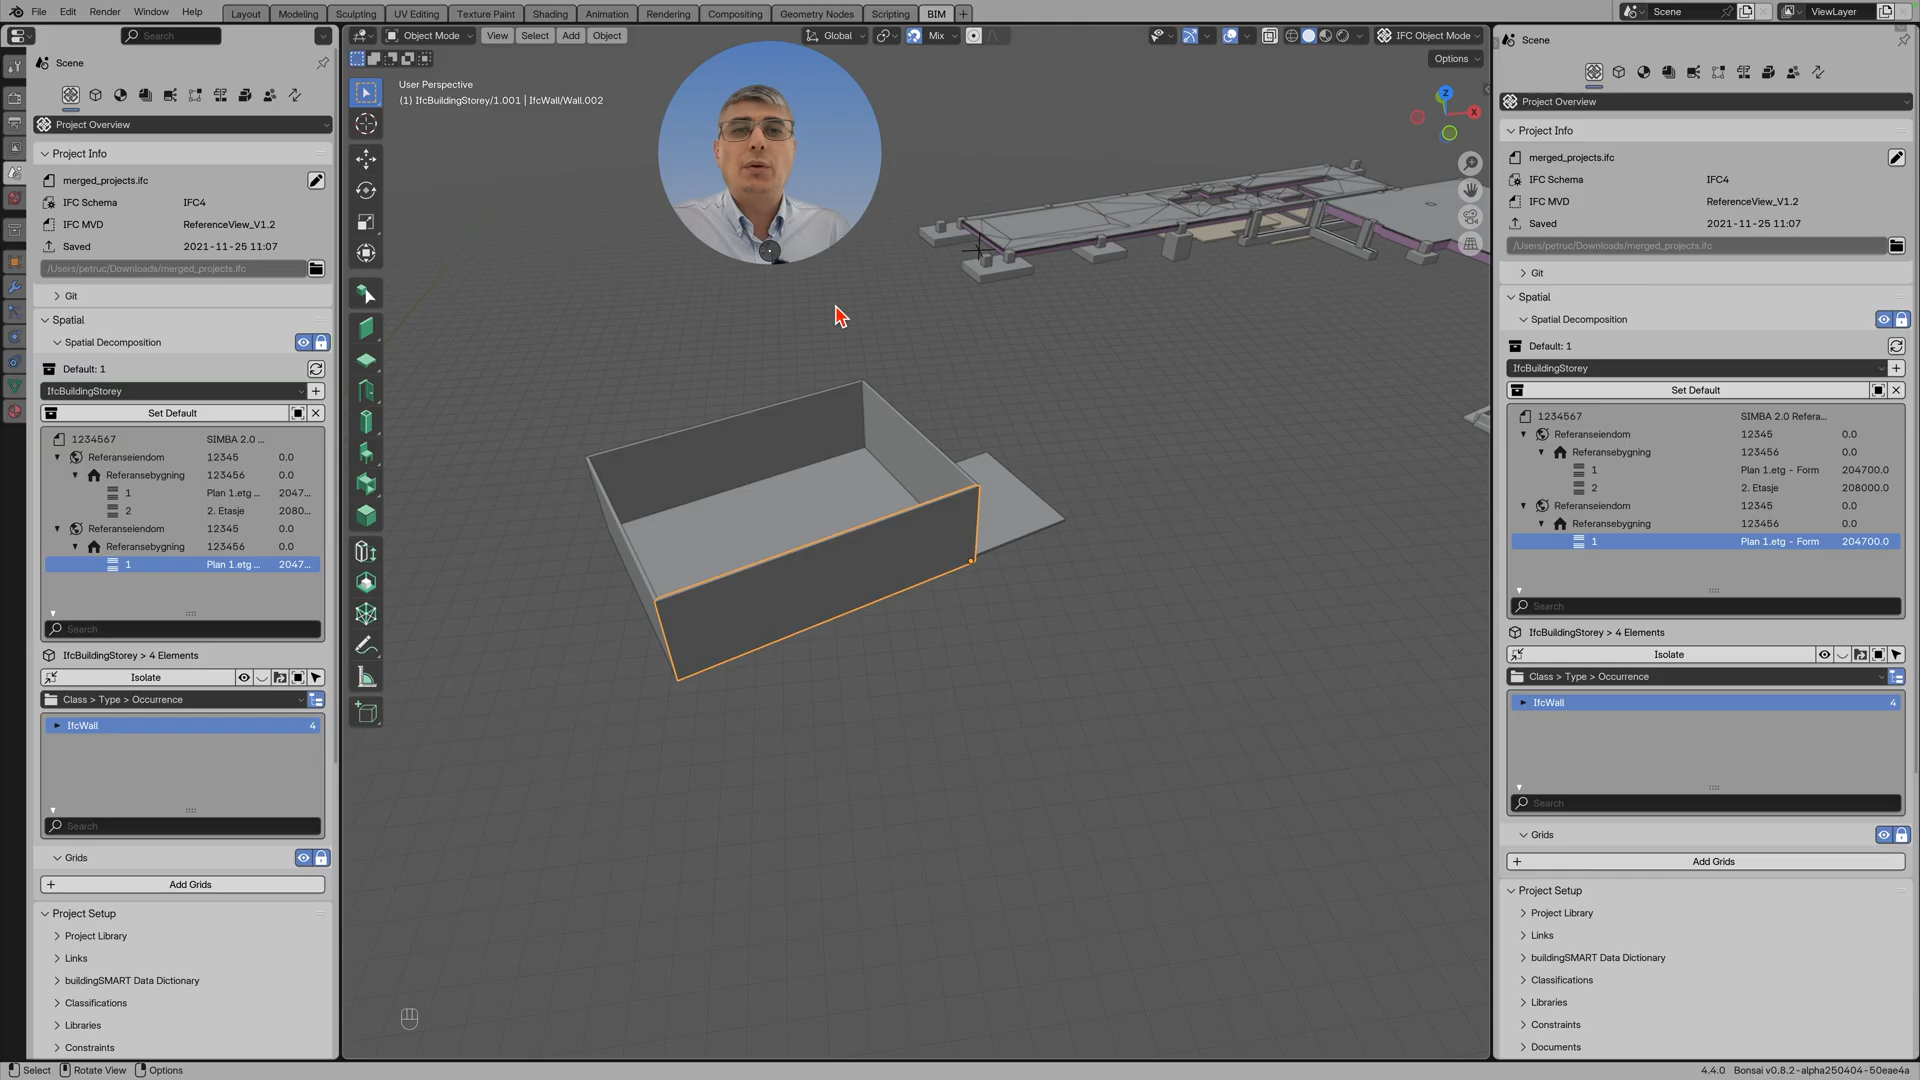 File Edit Render Window Help Layout Modeling Sculpting UV Editing Texture Paint Shading Animation Rendering Compositing Geometry Nodes Scripting BIM + Scene ViewLayer
Search
Object Mode View Select Add Object Global Mix IFC Object Mode
Options
Scene
Project Overview
Project Info
merged_projects.ifc
IFC Schema IFC4
IFC MVD ReferenceView_V1.2
Saved 2021-11-25 11:07
/Users/petruc/Downloads/merged_projects.ifc
Git
Spatial
Spatial Decomposition
Default: 1
IfcBuildingStorey
Set Default
1234567 SIMBA 2.0 ...
Referanseiendom 12345 0.0
Referansebygning 123456 0.0
1 Plan 1.etg ... 2047...
2 2. Etasje 2080...
Referanseiendom 12345 0.0
Referansebygning 123456 0.0
1 Plan 1.etg ... 2047...
Search
IfcBuildingStorey > 4 Elements
Isolate
Class > Type > Occurrence
IfcWall 4
Search
Grids
Add Grids
Project Setup
Project Library
Links
buildingSMART Data Dictionary
Classifications
Libraries
Constraints
User Perspective
(1) IfcBuildingStorey/1.001 | IfcWall/Wall.002
Z
X
Scene
Project Overview
Project Info
merged_projects.ifc
IFC Schema IFC4
IFC MVD ReferenceView_V1.2
Saved 2021-11-25 11:07
/Users/petruc/Downloads/merged_projects.ifc
Git
Spatial
Spatial Decomposition
Default: 1
IfcBuildingStorey
Set Default
1234567 SIMBA 2.0 Refera...
Referanseiendom 12345 0.0
Referansebygning 123456 0.0
1 Plan 1.etg - Form 204700.0
2 2. Etasje 208000.0
Referanseiendom 12345 0.0
Referansebygning 123456 0.0
1 Plan 1.etg - Form 204700.0
Search
IfcBuildingStorey > 4 Elements
Isolate
Class > Type > Occurrence
IfcWall 4
Search
Grids
Add Grids
Project Setup
Project Library
Links
buildingSMART Data Dictionary
Classifications
Libraries
Constraints
Documents
Select Rotate View Options 4.4.0 Bonsai v0.8.2-alpha250404-50eae4a